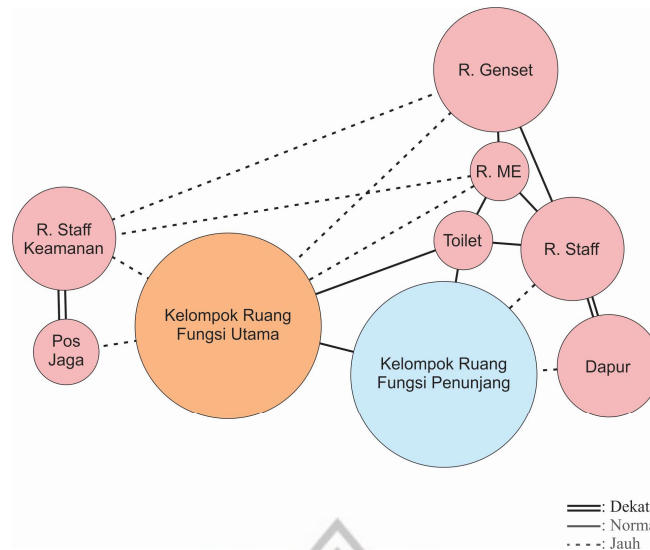 R. Genset
R. ME
R. Staff
Keamanan
Toilet
R. Staff
Kelompok Ruang
Fungsi Utama
Pos
Jaga
Kelompok Ruang
Fungsi Penunjang
Dapur
: Dekat
: Norma
: Jauh